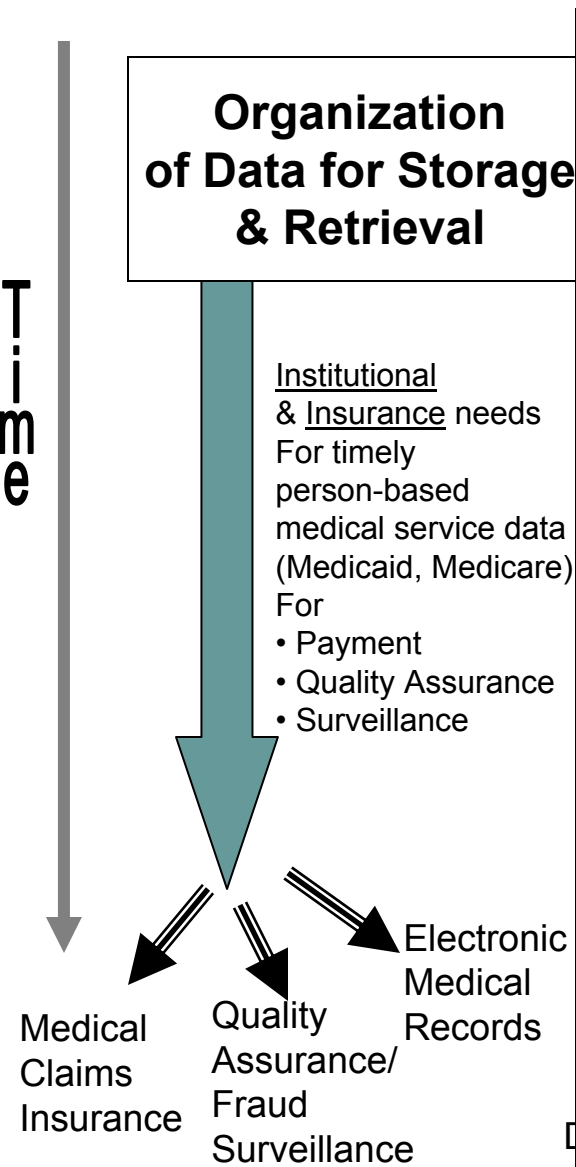 Organization
of Data for Storage
& Retrieval
Time
Institutional
& Insurance needs
For timely
person-based
medical service data
(Medicaid, Medicare)
For
• Payment
• Quality Assurance
• Surveillance
Medical
Claims
Insurance
Quality
Assurance/
Fraud
Surveillance
Electronic
Medical
Records